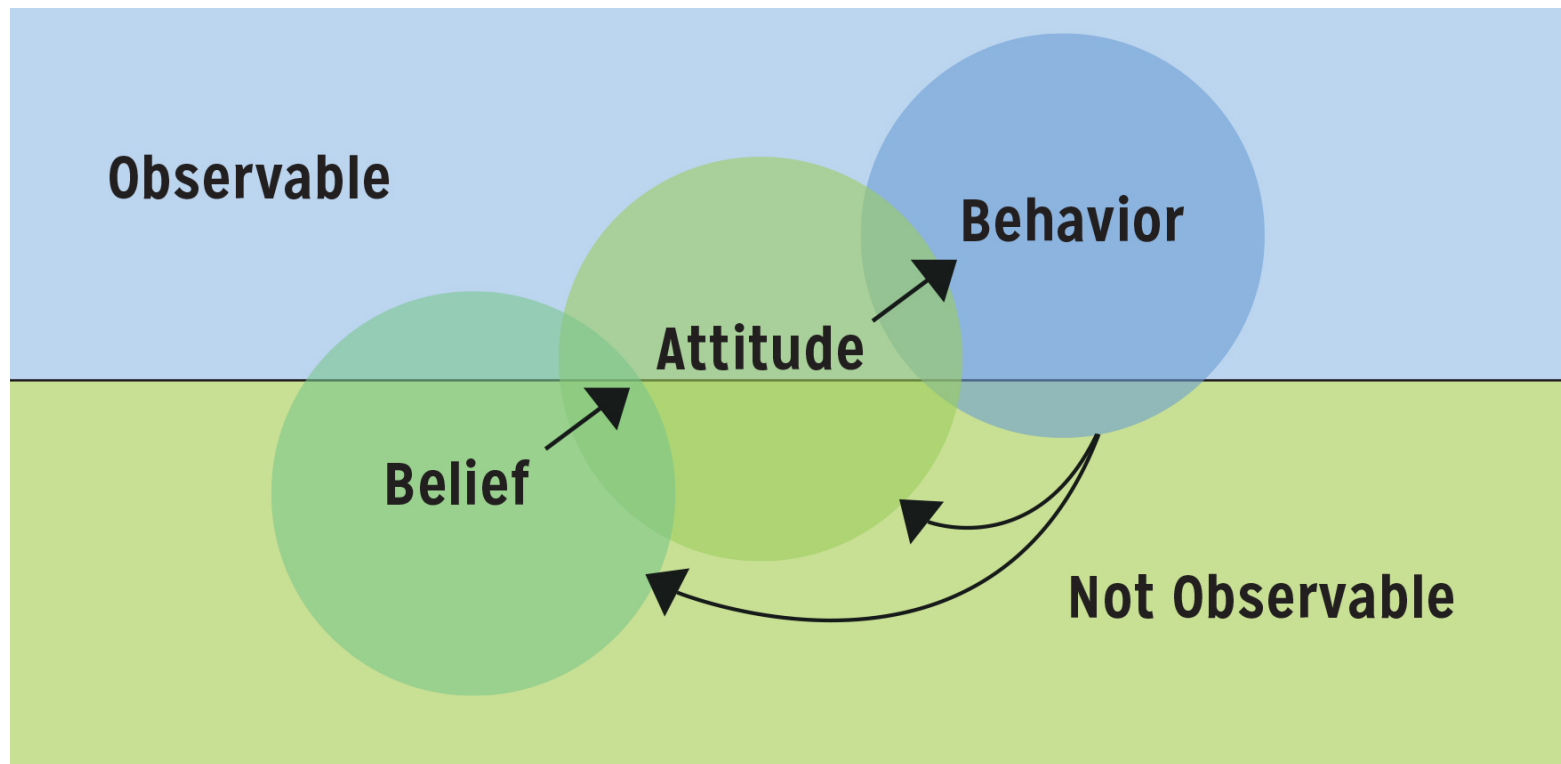 Observable
Behavior
Attitude
Belief
Not Observable